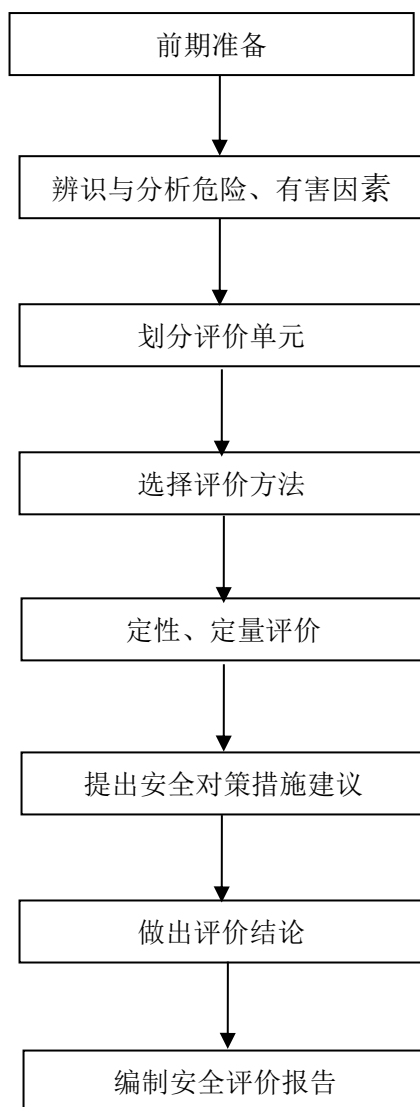 前期准备
辨识与分析危险、有害因素
划分评价单元
选择评价方法
定性、定量评价
提出安全对策措施建议
做出评价结论
编制安全评价报告